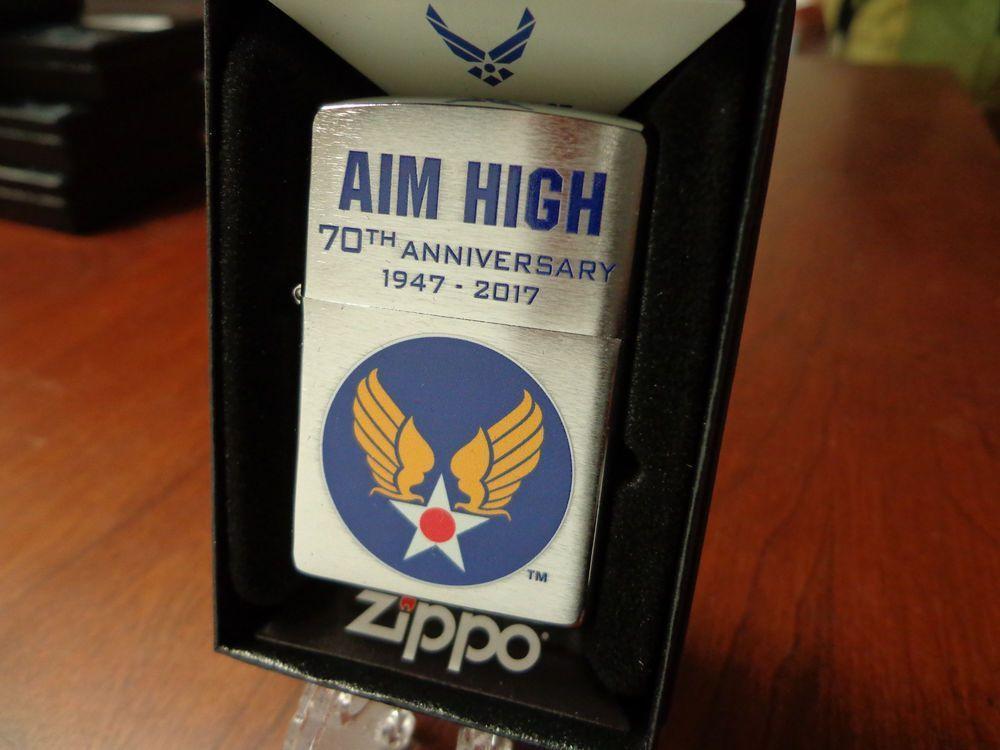 AIM HIGH
70TH ANNIVERSARY
1947 - 2017
TM
zippo